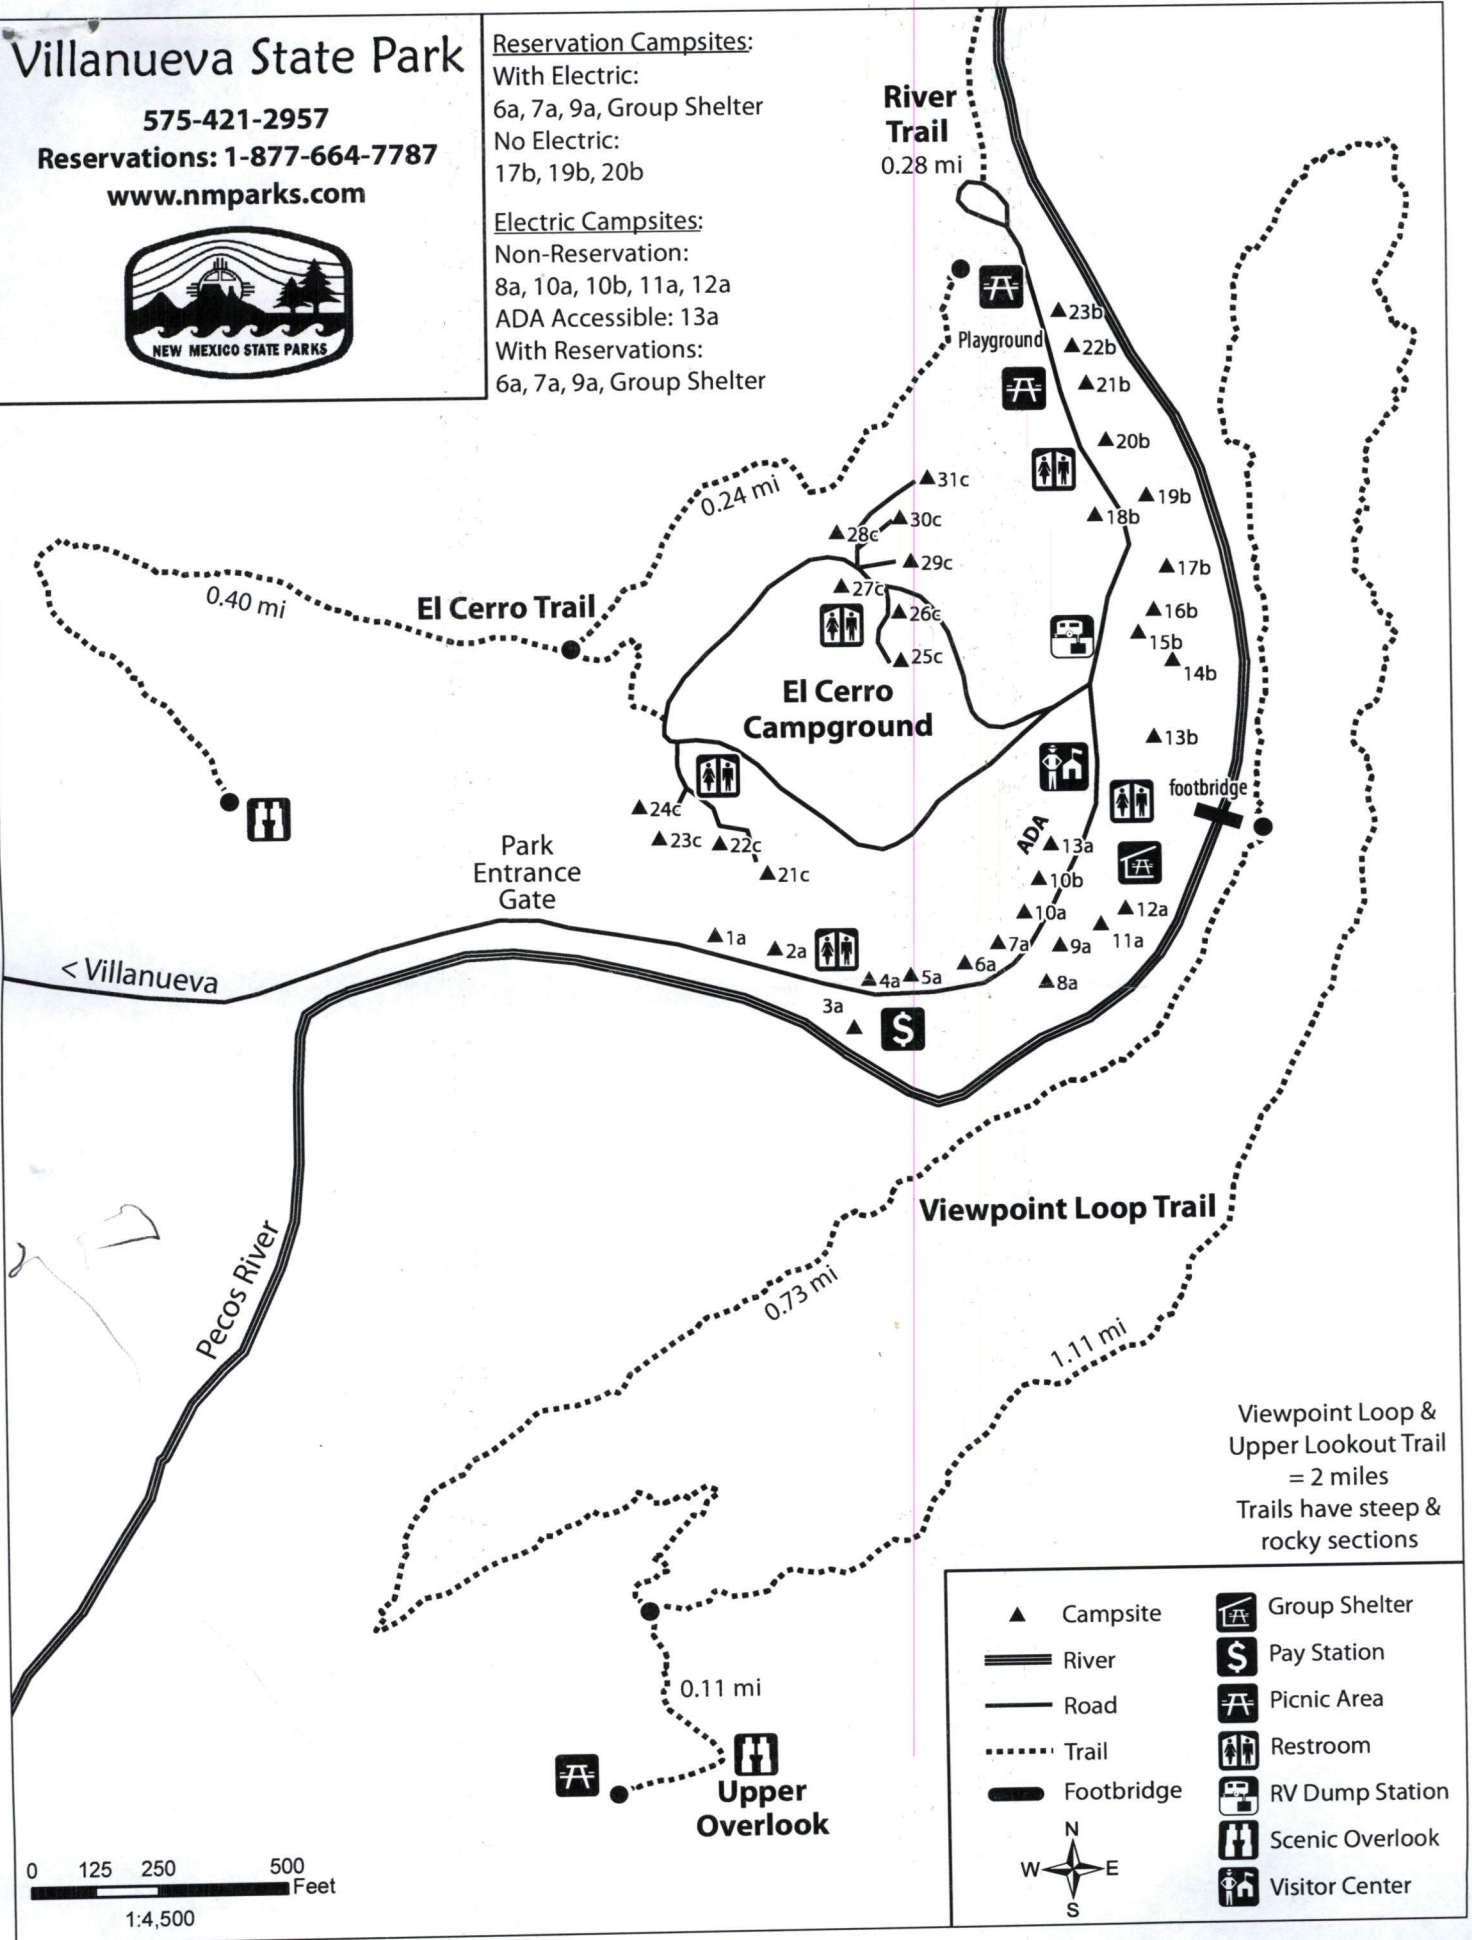 Villanueva State Park
575-421-2957
Reservations: 1-877-664-7787
www.nmparks.com
NEW MEXICO STATE PARKS
Reservation Campsites:
With Electric:
6a, 7a, 9a, Group Shelter
No Electric:
17b, 19b, 20b
Electric Campsites:
Non-Reservation:
8a, 10a, 10b, 11a, 12a
ADA Accessible: 13a
With Reservations:
6a, 7a, 9a, Group Shelter
River
Trail
0.28 mi
23b
Playground
22b
21b
20b
31c
0.24 mi
19b
30c
18b
28c
29c
17b
27c
0.40 mi
El Cerro Trail
26c
16b
15b
25c
14b
El Cerro
Campground
13b
footbridge
24c
ADA
23c
22c
13a
Park
Entrance
Gate
21c
10b
10a
12a
1a
2a
7a
9a
11a
< Villanueva
6a
4a
5a
8a
3a
$
Pecos River
Viewpoint Loop Trail
0.73 mi
1.11 mi
Viewpoint Loop &
Upper Lookout Trail
= 2 miles
Trails have steep &
rocky sections
0.11 mi
Upper
Overlook
Campsite
River
Road
Trail
Footbridge
Group Shelter
$
Pay Station
Picnic Area
Restroom
RV Dump Station
Scenic Overlook
Visitor Center
N
W
E
S
0 125 250 500
Feet
1:4,500